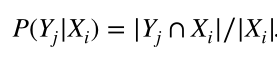 P(Y_j|X_i) = |Y_j ∩ X_i|/|X_i|.